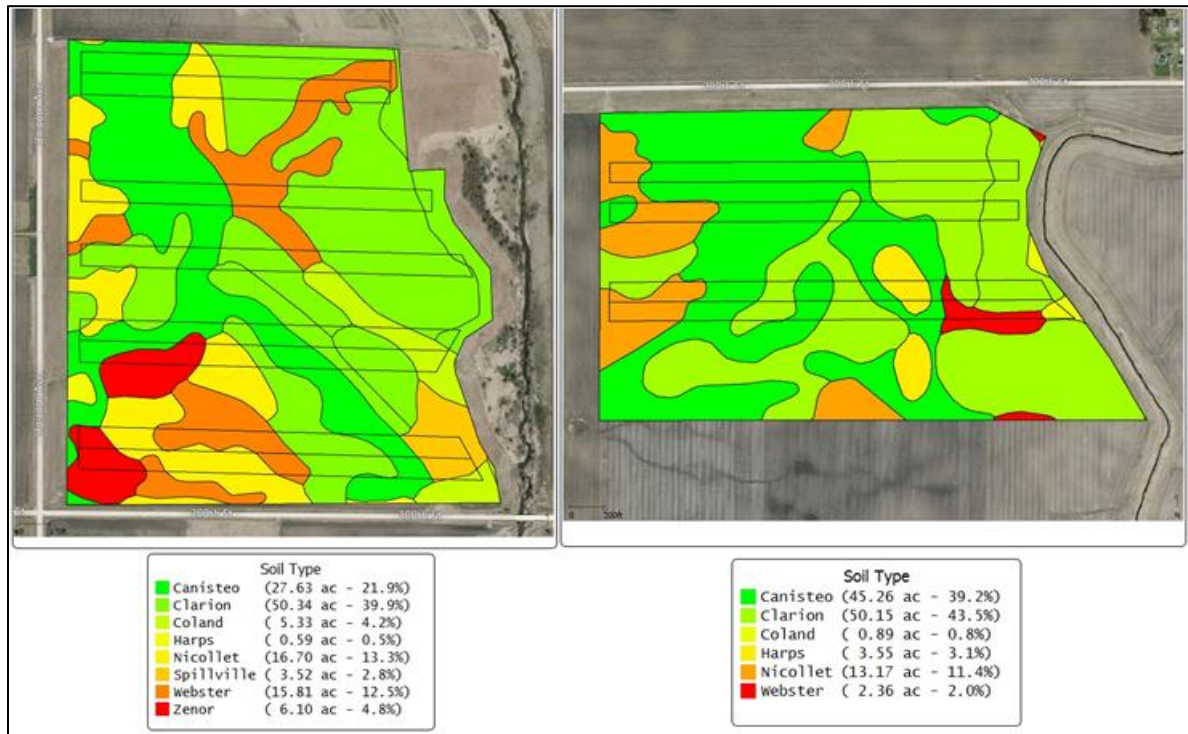 200th St
200th St
Soil Type
Canisteo (27.63 ac - 21.9%)
Clarion (50.34 ac - 39.9%)
Coland ( 5.33 ac - 4.2%)
Harps ( 0.59 ac - 0.5%)
Nicollet (16.70 ac - 13.3%)
Spillville ( 3.52 ac - 2.8%)
Webster (15.81 ac - 12.5%)
Zenor ( 6.10 ac - 4.8%)
Soil Type
Canisteo (45.26 ac - 39.2%)
Clarion (50.15 ac - 43.5%)
Coland ( 0.89 ac - 0.8%)
Harps ( 3.55 ac - 3.1%)
Nicollet (13.17 ac - 11.4%)
Webster ( 2.36 ac - 2.0%)